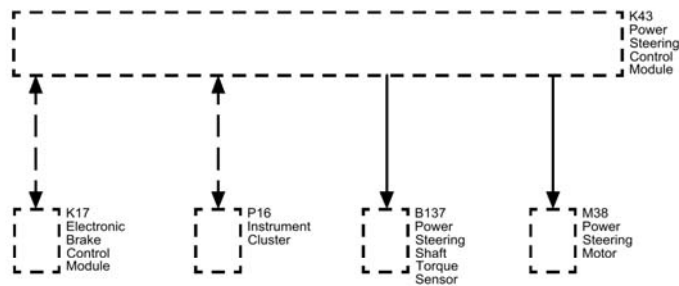 K43
Power
Steering
Control
Module
K17
Electronic
Brake
Control
Module
P16
Instrument
Cluster
B137
Power
Steering
Shaft
Torque
Sensor
M38
Power
Steering
Motor